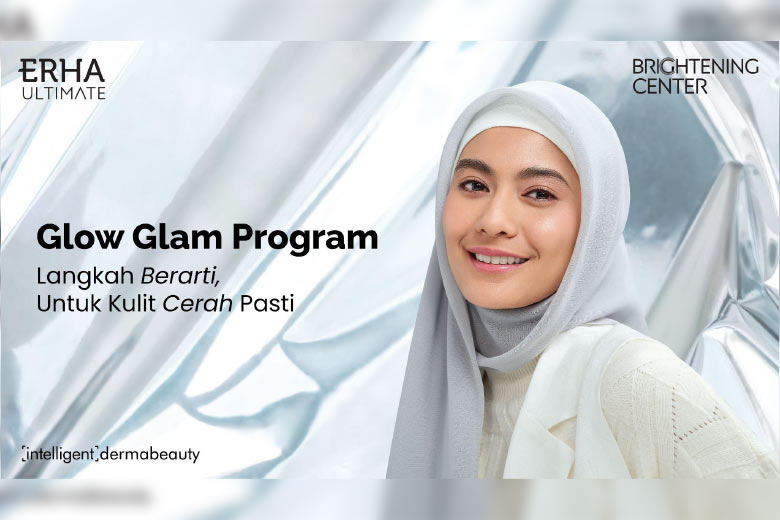 ERHA
ULTIMATE
BRIGHTENING
CENTER
Glow Glam Program
Langkah Berarti,
Untuk Kulit Cerah Pasti
[intelligent]dermabeauty